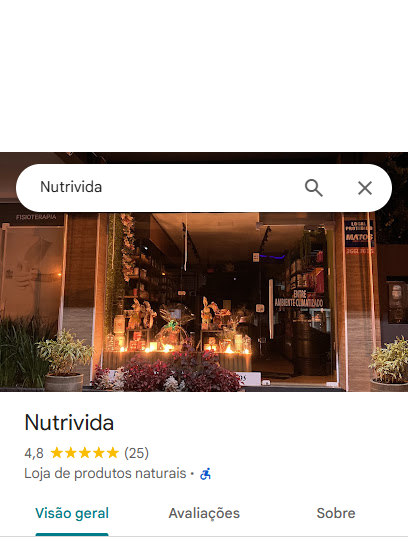 Nutrivida
FISIOTERAPIA
ENTRE
AMBIENTE CLIMATIZADO
MATOS
Nutrivida
4,8 (25)
Loja de produtos naturais •
Visão geral
Avaliações
Sobre